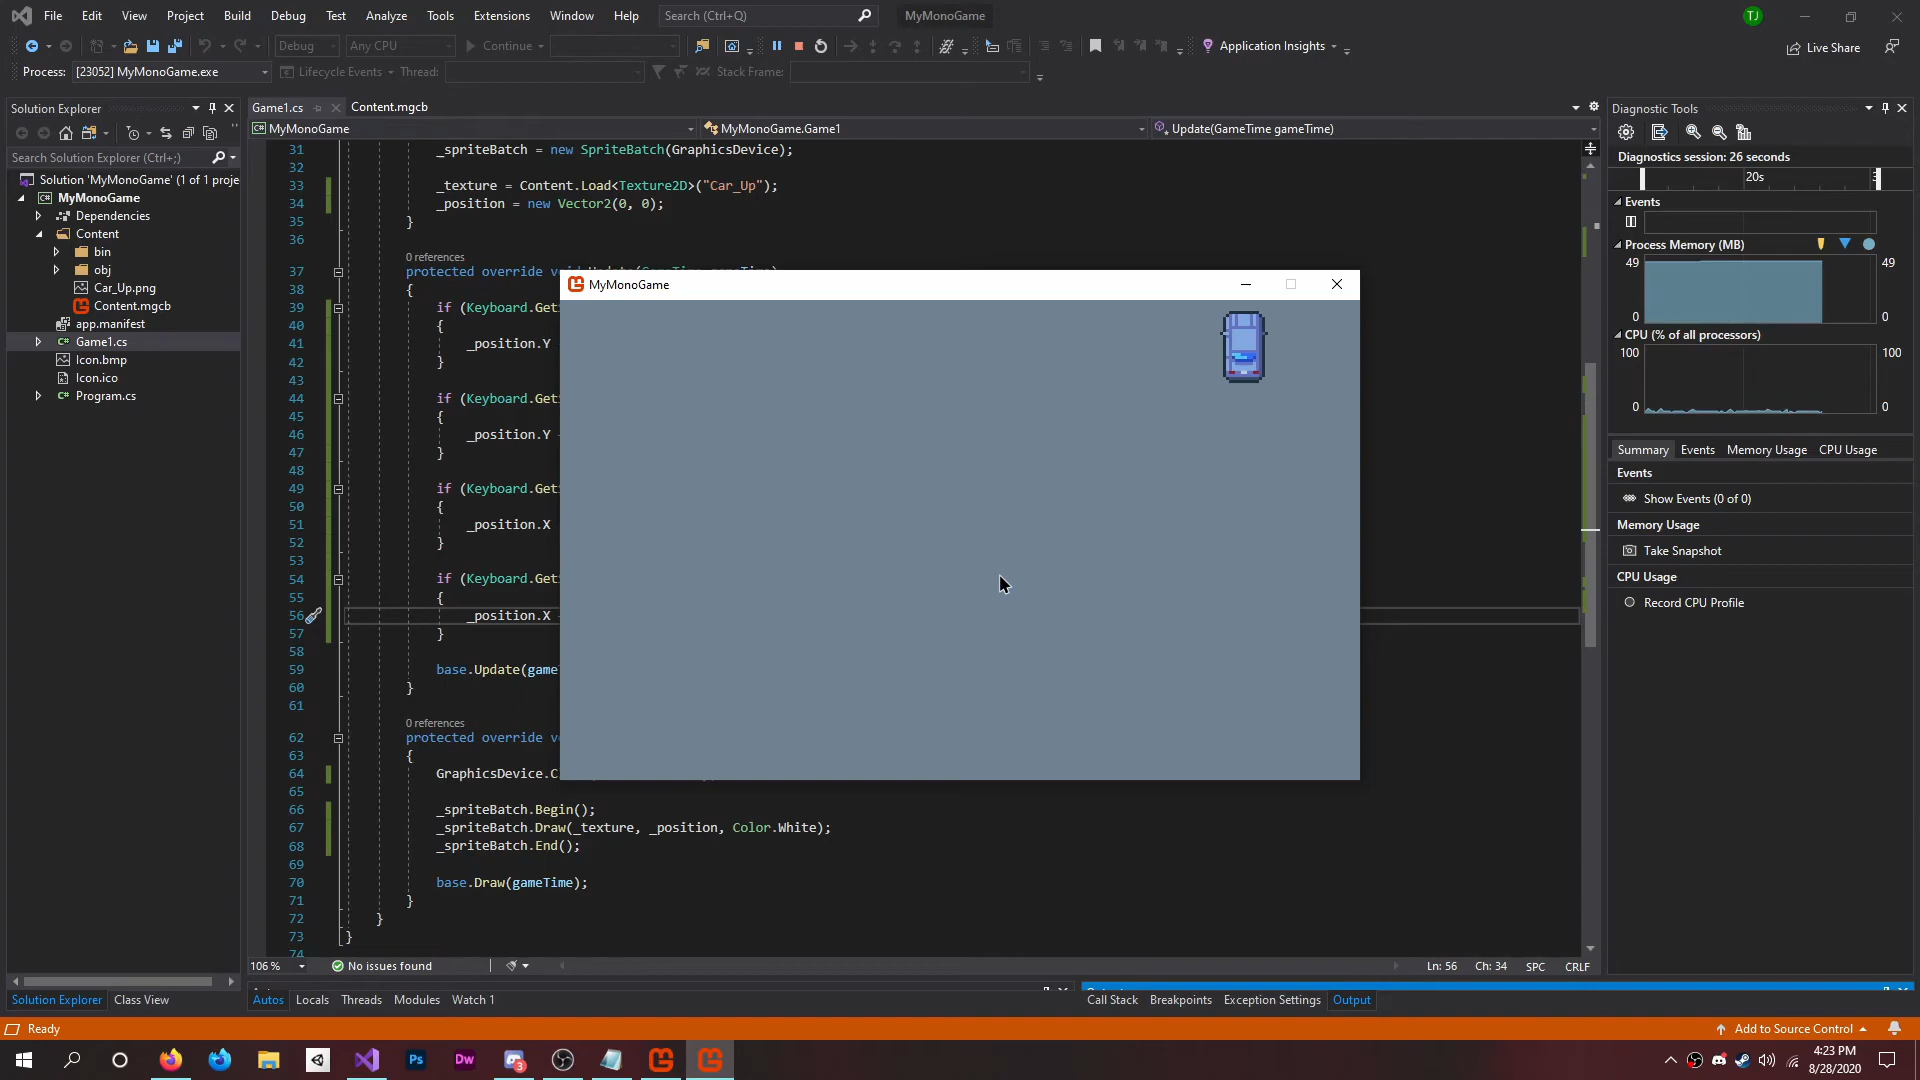 File Edit View Project Build Debug Test Analyze Tools Extensions Window Help Search (Ctrl+Q) MyMonoGame TJ
Debug Any CPU Continue Application Insights Live Share
Process: [23052] MyMonoGame.exe Lifecycle Events Thread: Stack Frame:
Solution Explorer
Search Solution Explorer (Ctrl+;)
Solution 'MyMonoGame' (1 of 1 proje
MyMonoGame
Dependencies
Content
bin
obj
Car_Up.png
Content.mgcb
app.manifest
Game1.cs
Icon.bmp
Icon.ico
Program.cs
Solution Explorer Class View
Game1.cs Content.mgcb
MyMonoGame MyMonoGame.Game1 Update(GameTime gameTime)
31 _spriteBatch = new SpriteBatch(GraphicsDevice);
32
33 _texture = Content.Load<Texture2D>("Car_Up");
34 _position = new Vector2(0, 0);
35 }
36
0 references
37 protected override void Update(GameTime gameTime)
38 {
39 if (Keyboard.Get
40 {
41 _position.Y
42 }
43
44 if (Keyboard.Get
45 {
46 _position.Y
47 }
48
49 if (Keyboard.Get
50 {
51 _position.X
52 }
53
54 if (Keyboard.Get
55 {
56 _position.X
57 }
58
59 base.Update(game
60 }
61
0 references
62 protected override v
63 {
64 GraphicsDevice.C
65
66 _spriteBatch.Begin();
67 _spriteBatch.Draw(_texture, _position, Color.White);
68 _spriteBatch.End();
69
70 base.Draw(gameTime);
71 }
72 }
73 }
74
MyMonoGame
106 % No issues found Ln: 56 Ch: 34 SPC CRLF
Autos Locals Threads Modules Watch 1
Call Stack Breakpoints Exception Settings Output
Diagnostic Tools
Diagnostics session: 26 seconds
20s 3
Events
Process Memory (MB)
49 49
0 0
CPU (% of all processors)
100 100
0 0
Summary Events Memory Usage CPU Usage
Events
Show Events (0 of 0)
Memory Usage
Take Snapshot
CPU Usage
Record CPU Profile
Ready Add to Source Control
Ps Dw 3
4:23 PM
8/28/2020